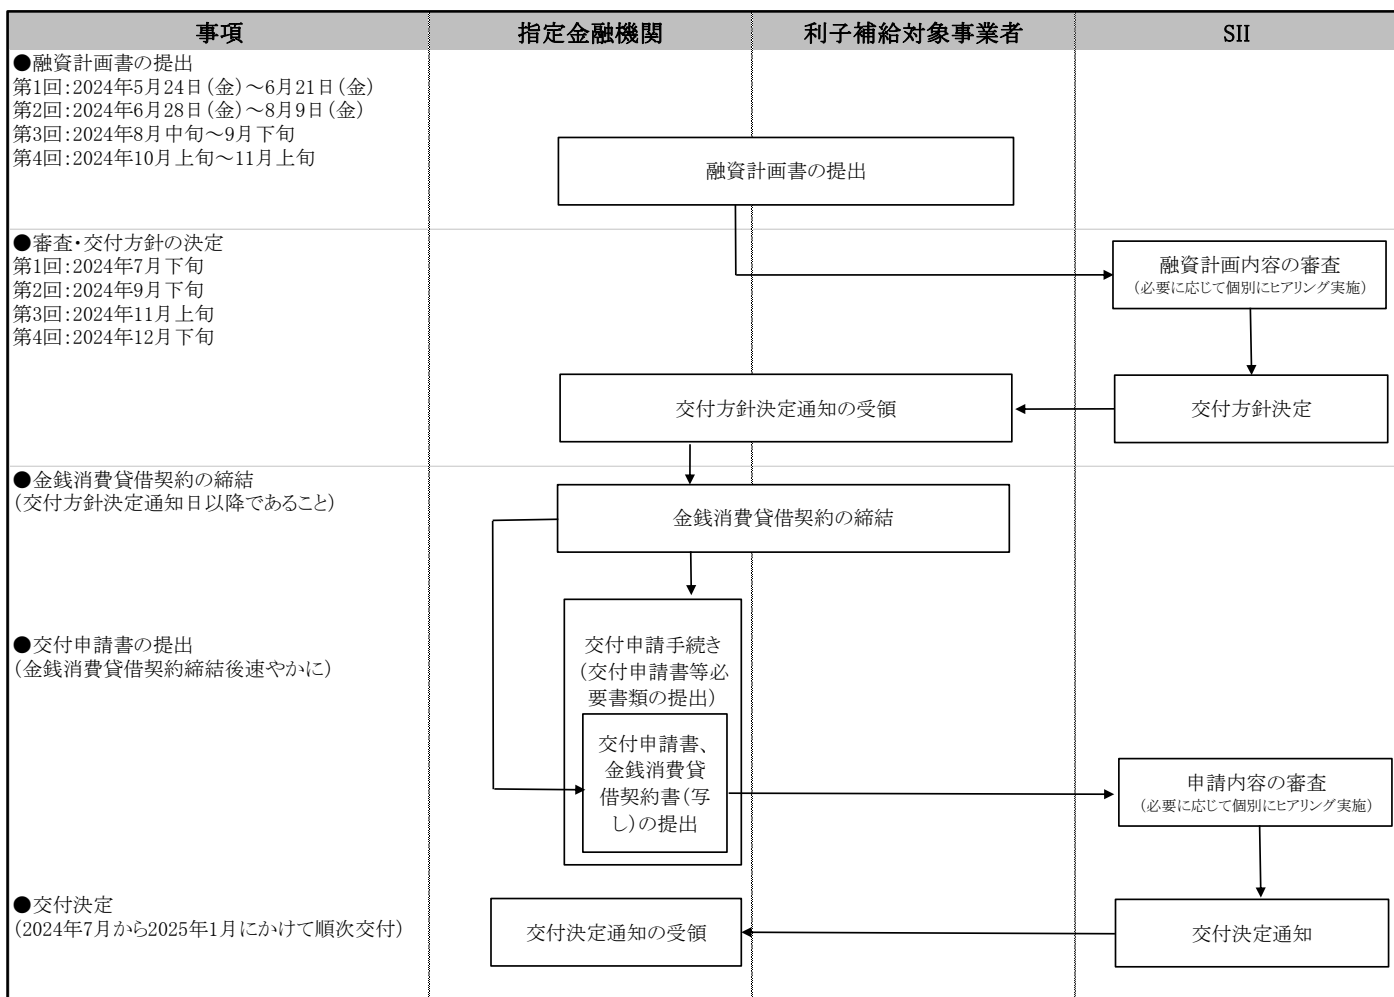 事項
指定金融機関
利子補給対象事業者
SII
●融資計画書の提出
第1回：2024年5月24日（金）～6月21日（金）
第2回：2024年6月28日（金）～8月9日（金）
第3回：2024年8月中旬～9月下旬
第4回：2024年10月上旬～11月上旬
融資計画書の提出
●審査・交付方針の決定
第1回：2024年7月下旬
第2回：2024年9月下旬
第3回：2024年11月上旬
第4回：2024年12月下旬
融資計画内容の審査
（必要に応じて個別にヒアリング実施）
交付方針決定通知の受領
交付方針決定
●金銭消費貸借契約の締結
（交付方針決定通知日以降であること）
金銭消費貸借契約の締結
●交付申請書の提出
（金銭消費貸借契約締結後速やかに）
交付申請手続き
（交付申請書等必
要書類の提出）
交付申請書、
金銭消費貸
借契約書（写
し）の提出
申請内容の審査
（必要に応じて個別にヒアリング実施）
●交付決定
（2024年7月から2025年1月にかけて順次交付）
交付決定通知の受領
交付決定通知